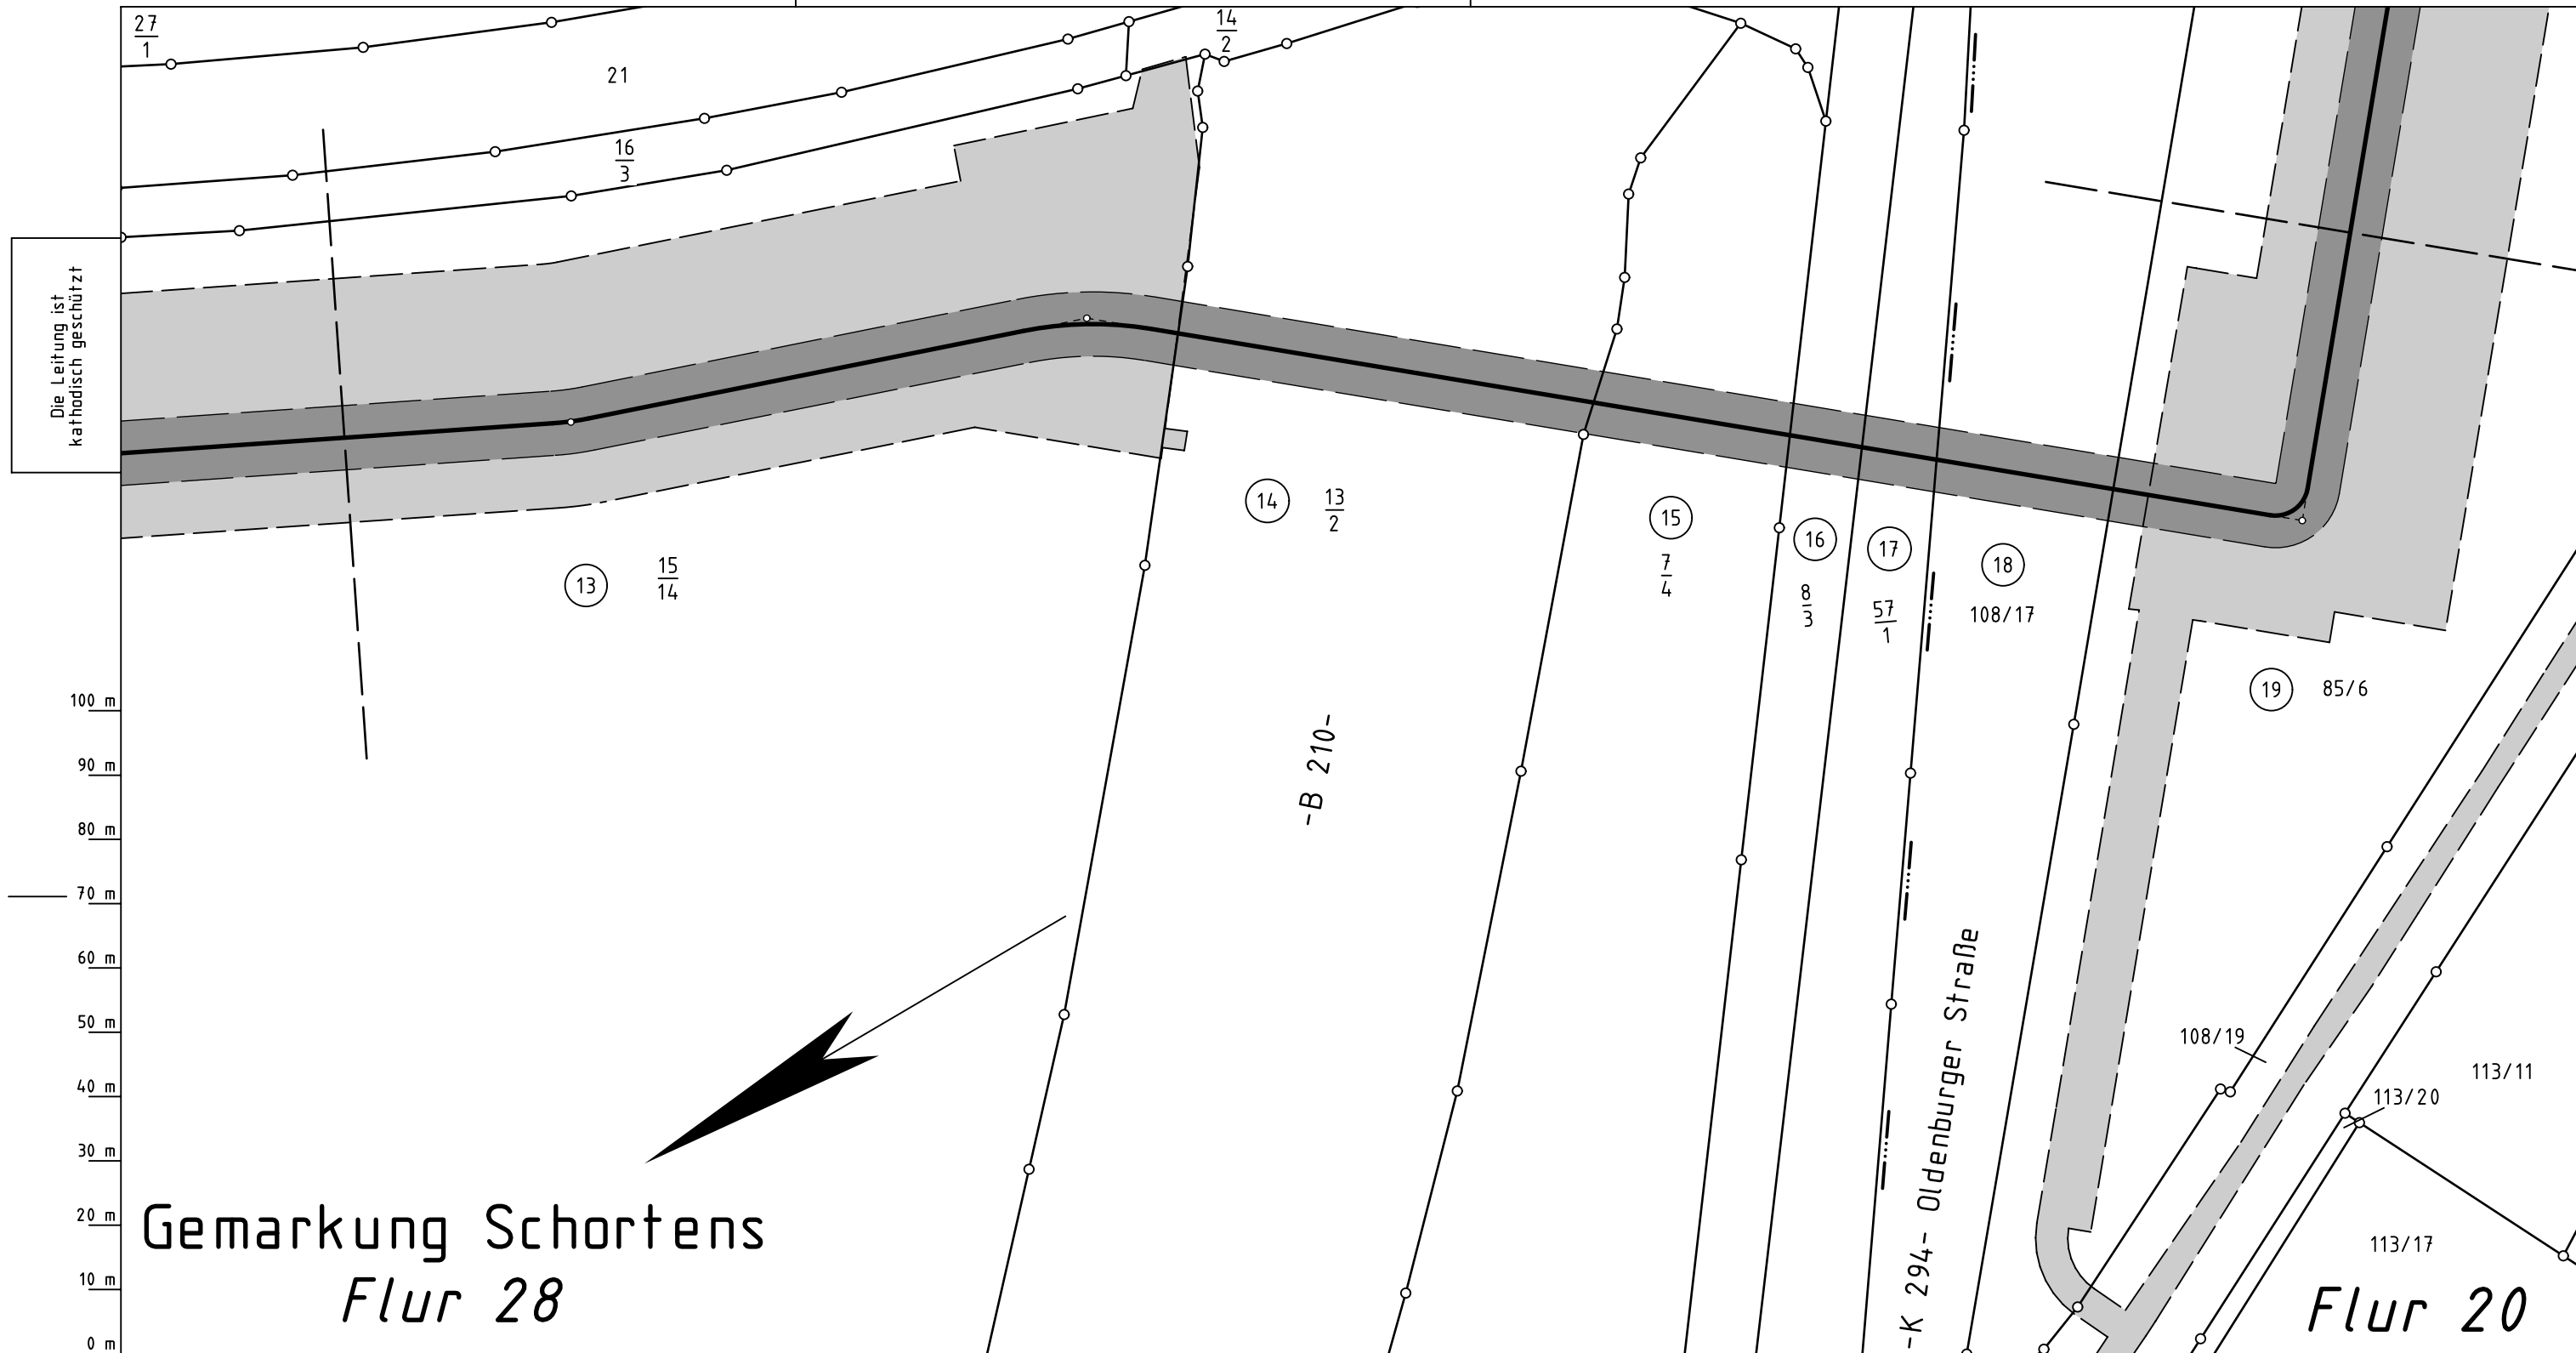 27
1
21
14
2
16
3
Die Leitung ist
kathodisch geschützt
14
13
2
15
7
4
16
8
3
17
57
1
18
108/17
13
15
14
19
85/6
100 m
90 m
80 m
70 m
60 m
50 m
40 m
30 m
20 m
10 m
0 m
-B 210-
-K 294- Oldenburger Straße
108/19
113/11
113/20
113/17
Gemarkung Schortens
Flur 28
Flur 20